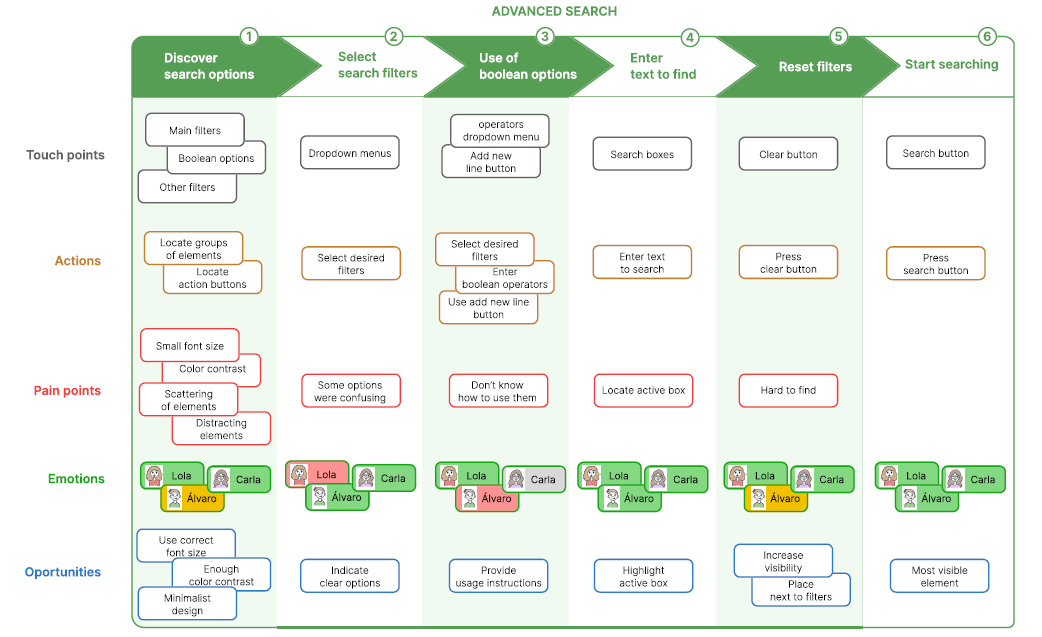 ADVANCED SEARCH
1
Discover
search options
2
Select
search filters
3
Use of
boolean options
4
Enter
text to find
5
Reset filters
6
Start searching
Touch points
Main filters
Boolean options
Other filters
Dropdown menus
operators
dropdown menu
Add new
line button
Search boxes
Clear button
Search button
Actions
Locate groups
of elements
Locate
action buttons
Select desired
filters
Select desired
filters
Enter
boolean operators
Use add new line
button
Enter text
to search
Press
clear button
Press
search button
Pain points
Small font size
Color contrast
Scattering
of elements
Distracting
elements
Some options
were confusing
Don't know
how to use them
Locate active box
Hard to find
Emotions
Lola
Carla
Álvaro
Lola
Carla
Álvaro
Lola
Carla
Álvaro
Lola
Carla
Álvaro
Lola
Carla
Álvaro
Lola
Carla
Álvaro
Oportunities
Use correct
font size
Enough
color contrast
Minimalist
design
Indicate
clear options
Provide
usage instructions
Highlight
active box
Increase
visibility
Place
next to filters
Most visible
element